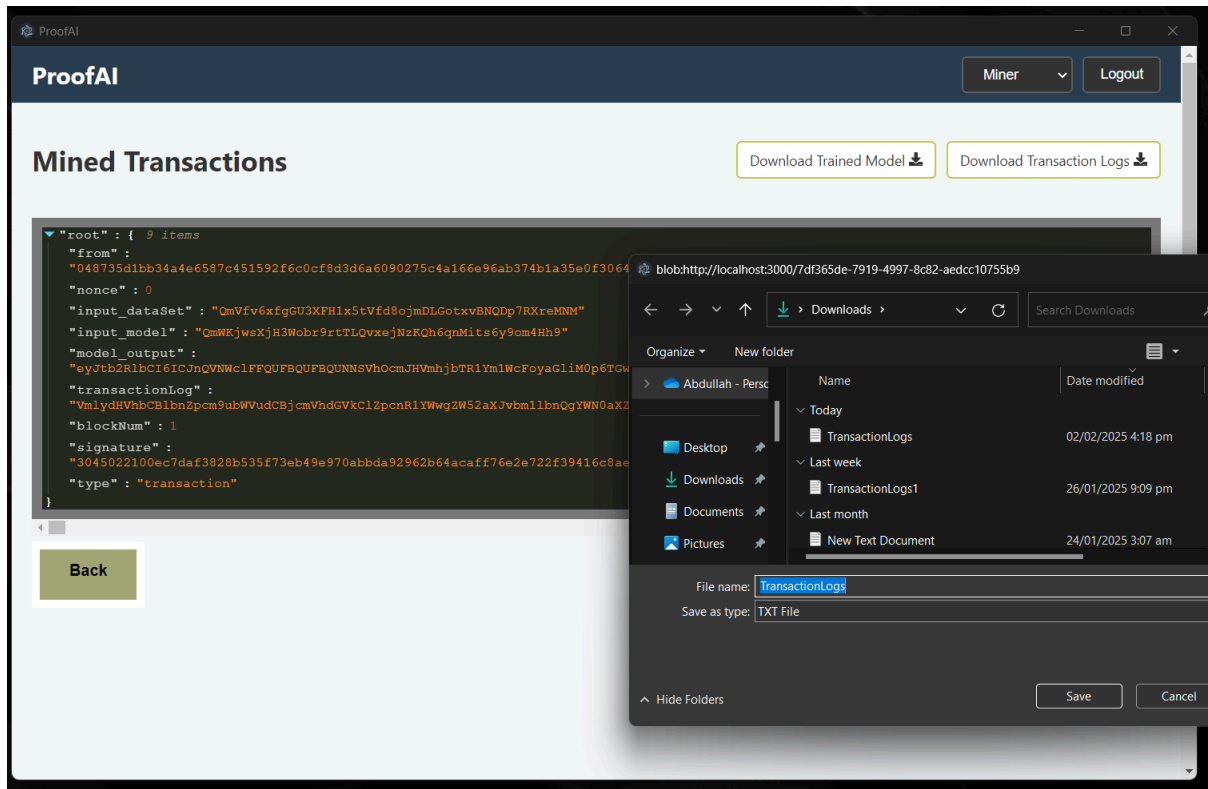 ProofAI
ProofAI
Miner
Logout
Mined Transactions
Download Trained Model
Download Transaction Logs
"root" : { 9 items
"from" :
"048735d1bb34a4e6587c451592f6c0cf8d3d6a6090275c4a166e96ab374b1a35e0f3064
"nonce" : 0
"input_dataSet" : "QmVfv6xfgGU3XFH1x5tVfd8ojmDLGotxvBNQDp7RXreMNM"
"input_model" : "QmWKjwsXjH3Wobr9rtTLQvxejNzKQh6qnMits6y9om4Hh9"
"model_output" :
"eyJtb2RlbCI6ICJnQVNWclFFQUFBQUFBQUNNSVhOcmJHVmhjbTR1Ym1WcFoyaGliM0p6TGw
"transactionLog" :
"VmlydHVhbCBlbnZpcm9ubWVudCBjcmVhdGVkClZpcnR1YWwgZW52aXJvbm1lbnQgYWN0aXZ
"blockNum" : 1
"signature" :
"3045022100ec7daf3828b535f73eb49e970abbda92962b64acaff76e2e722f39416c8ae
"type" : "transaction"
}
Back
blob:http://localhost:3000/7df365de-7919-4997-8c82-aedcc10755b9
Downloads
Search Downloads
Organize
New folder
Abdullah - Persc
Desktop
Downloads
Documents
Pictures
Name
Date modified
Today
TransactionLogs
02/02/2025 4:18 pm
Last week
TransactionLogs1
26/01/2025 9:09 pm
Last month
New Text Document
24/01/2025 3:07 am
File name: TransactionLogs
Save as type: TXT File
Hide Folders
Save
Cancel